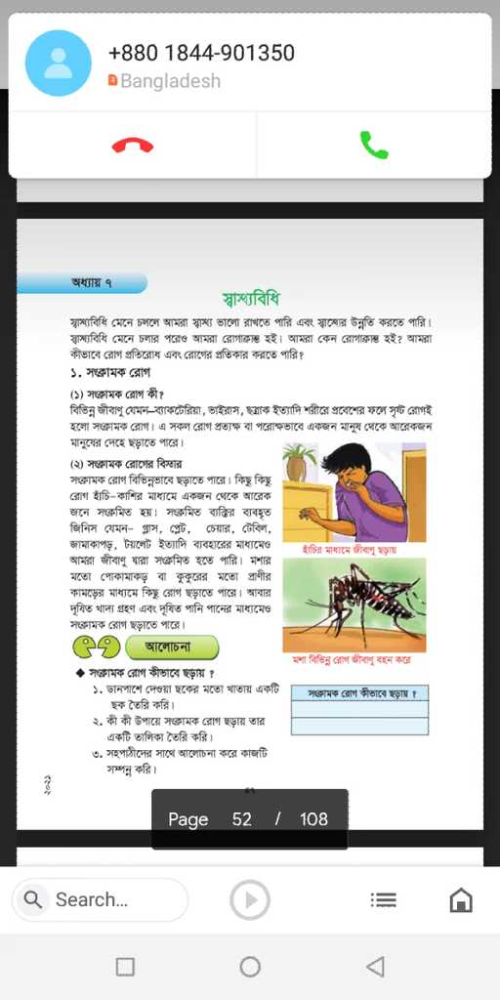 +880 1844-901350
Bangladesh
অধ্যায় ৭
স্বাস্থ্যবিধি
স্বাস্থ্যবিধি মেনে চললে আমরা স্বাস্থ্য ভালো রাখতে পারি এবং স্বাস্থ্যের উন্নতি করতে পারি।
স্বাস্থ্যবিধি মেনে চলার পরেও আমরা রোগাক্রান্ত হই। আমরা কেন রোগাক্রান্ত হই? আমরা
কীভাবে রোগ প্রতিরোধ এবং রোগের প্রতিকার করতে পারি?
১. সংক্রামক রোগ
(১) সংক্রামক রোগ কী?
বিভিন্ন জীবাণু যেমন–ব্যাকটেরিয়া, ভাইরাস, ছত্রাক ইত্যাদি শরীরে প্রবেশের ফলে সৃষ্ট রোগই
হলো সংক্রামক রোগ। এ সকল রোগ প্রত্যক্ষ বা পরোক্ষভাবে একজন মানুষ থেকে আরেকজন
মানুষের দেহে ছড়াতে পারে।
(২) সংক্রামক রোগের বিস্তার
সংক্রামক রোগ বিভিন্নভাবে ছড়াতে পারে। কিছু কিছু
রোগ হাঁচি-কাশির মাধ্যমে একজন থেকে আরেক
জনে সংক্রমিত হয়। সংক্রমিত ব্যক্তির ব্যবহৃত
জিনিস যেমন– গ্লাস, প্লেট, চেয়ার, টেবিল,
জামাকাপড়, টয়লেট ইত্যাদি ব্যবহারের মাধ্যমেও
আমরা জীবাণু দ্বারা সংক্রমিত হতে পারি। মশার
মতো পোকামাকড় বা কুকুরের মতো প্রাণীর
কামড়ের মাধ্যমে কিছু রোগ ছড়াতে পারে। আবার
দূষিত খাদ্য গ্রহণ এবং দূষিত পানি পানের মাধ্যমেও
সংক্রামক রোগ ছড়াতে পারে।
হাঁচির মাধ্যমে জীবাণু ছড়ায়
মশা বিভিন্ন রোগ জীবাণু বহন করে
আলোচনা
◆ সংক্রামক রোগ কীভাবে ছড়ায় ?
১. ডানপাশে দেওয়া ছকের মতো খাতায় একটি
ছক তৈরি করি।
২. কী কী উপায়ে সংক্রামক রোগ ছড়ায় তার
একটি তালিকা তৈরি করি।
৩. সহপাঠীদের সাথে আলোচনা করে কাজটি
সম্পন্ন করি।
সংক্রামক রোগ কীভাবে ছড়ায় ?
Page 52 / 108
Search...